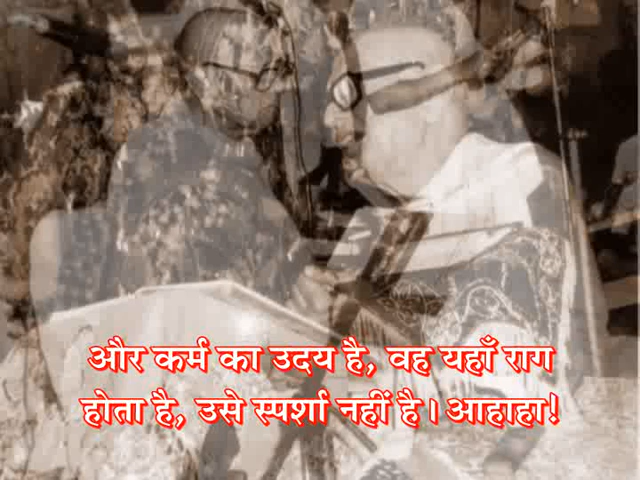 और कर्म का उदय है, वह यहाँ राग
होता है, उसे स्पर्शा नहीं है। आहाहा!